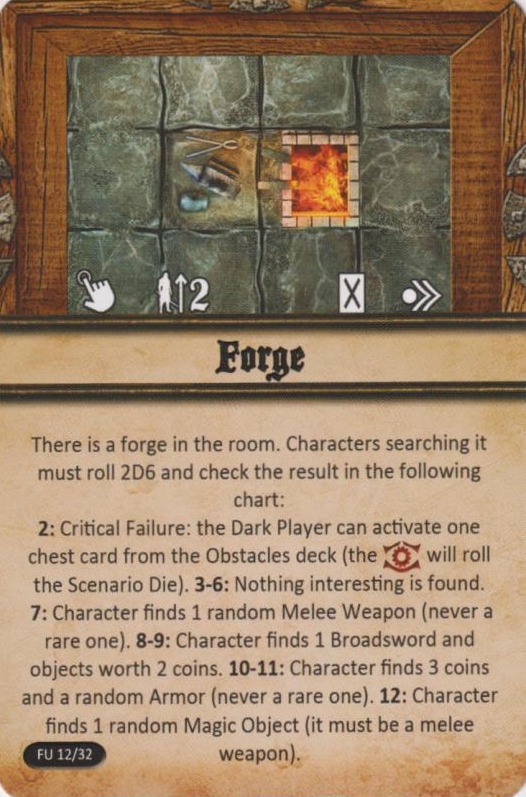 2
X
Forge
There is a forge in the room. Characters searching it
must roll 2D6 and check the result in the following
chart:
2: Critical Failure: the Dark Player can activate one
chest card from the Obstacles deck (the will roll
the Scenario Die). 3-6: Nothing interesting is found.
7: Character finds 1 random Melee Weapon (never a
rare one). 8-9: Character finds 1 Broadsword and
objects worth 2 coins. 10-11: Character finds 3 coins
and a random Armor (never a rare one). 12: Character
finds 1 random Magic Object (it must be a melee
weapon).
FU 12/32